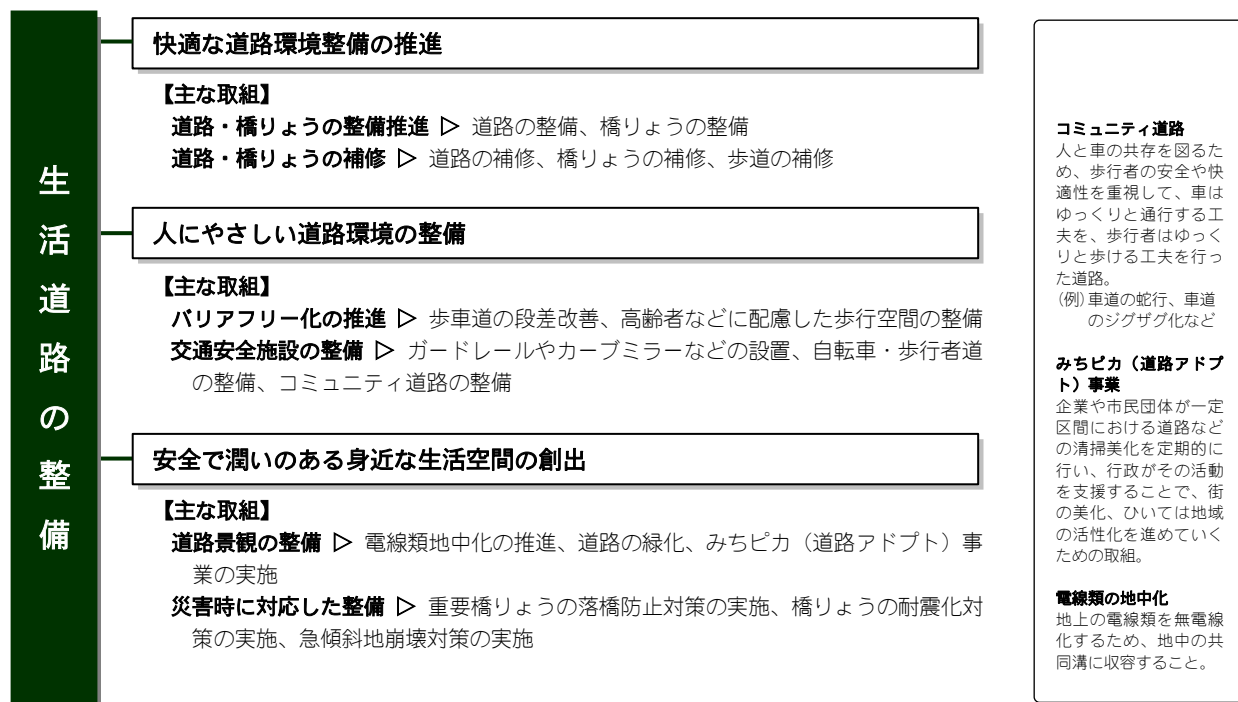 生活道路の整備
快適な道路環境整備の推進
【主な取組】
道路・橋りょうの整備推進 ▷ 道路の整備、橋りょうの整備
道路・橋りょうの補修 ▷ 道路の補修、橋りょうの補修、歩道の補修
人にやさしい道路環境の整備
【主な取組】
バリアフリー化の推進 ▷ 歩車道の段差改善、高齢者などに配慮した歩行空間の整備
交通安全施設の整備 ▷ ガードレールやカーブミラーなどの設置、自転車・歩行者道
の整備、コミュニティ道路の整備
安全で潤いのある身近な生活空間の創出
【主な取組】
道路景観の整備 ▷ 電線類地中化の推進、道路の緑化、みちピカ（道路アドプト）事
業の実施
災害時に対応した整備 ▷ 重要橋りょうの落橋防止対策の実施、橋りょうの耐震化対
策の実施、急傾斜地崩壊対策の実施
コミュニティ道路
人と車の共存を図るた
め、歩行者の安全や快
適性を重視して、車は
ゆっくりと通行する工
夫を、歩行者はゆっく
りと歩ける工夫を行っ
た道路。
(例)車道の蛇行、車道
のジグザグ化など
みちピカ（道路アドプ
ト）事業
企業や市民団体が一定
区間における道路など
の清掃美化を定期的に
行い、行政がその活動
を支援することで、街
の美化、ひいては地域
の活性化を進めていく
ための取組。
電線類の地中化
地上の電線類を無電線
化するため、地中の共
同溝に収容すること。